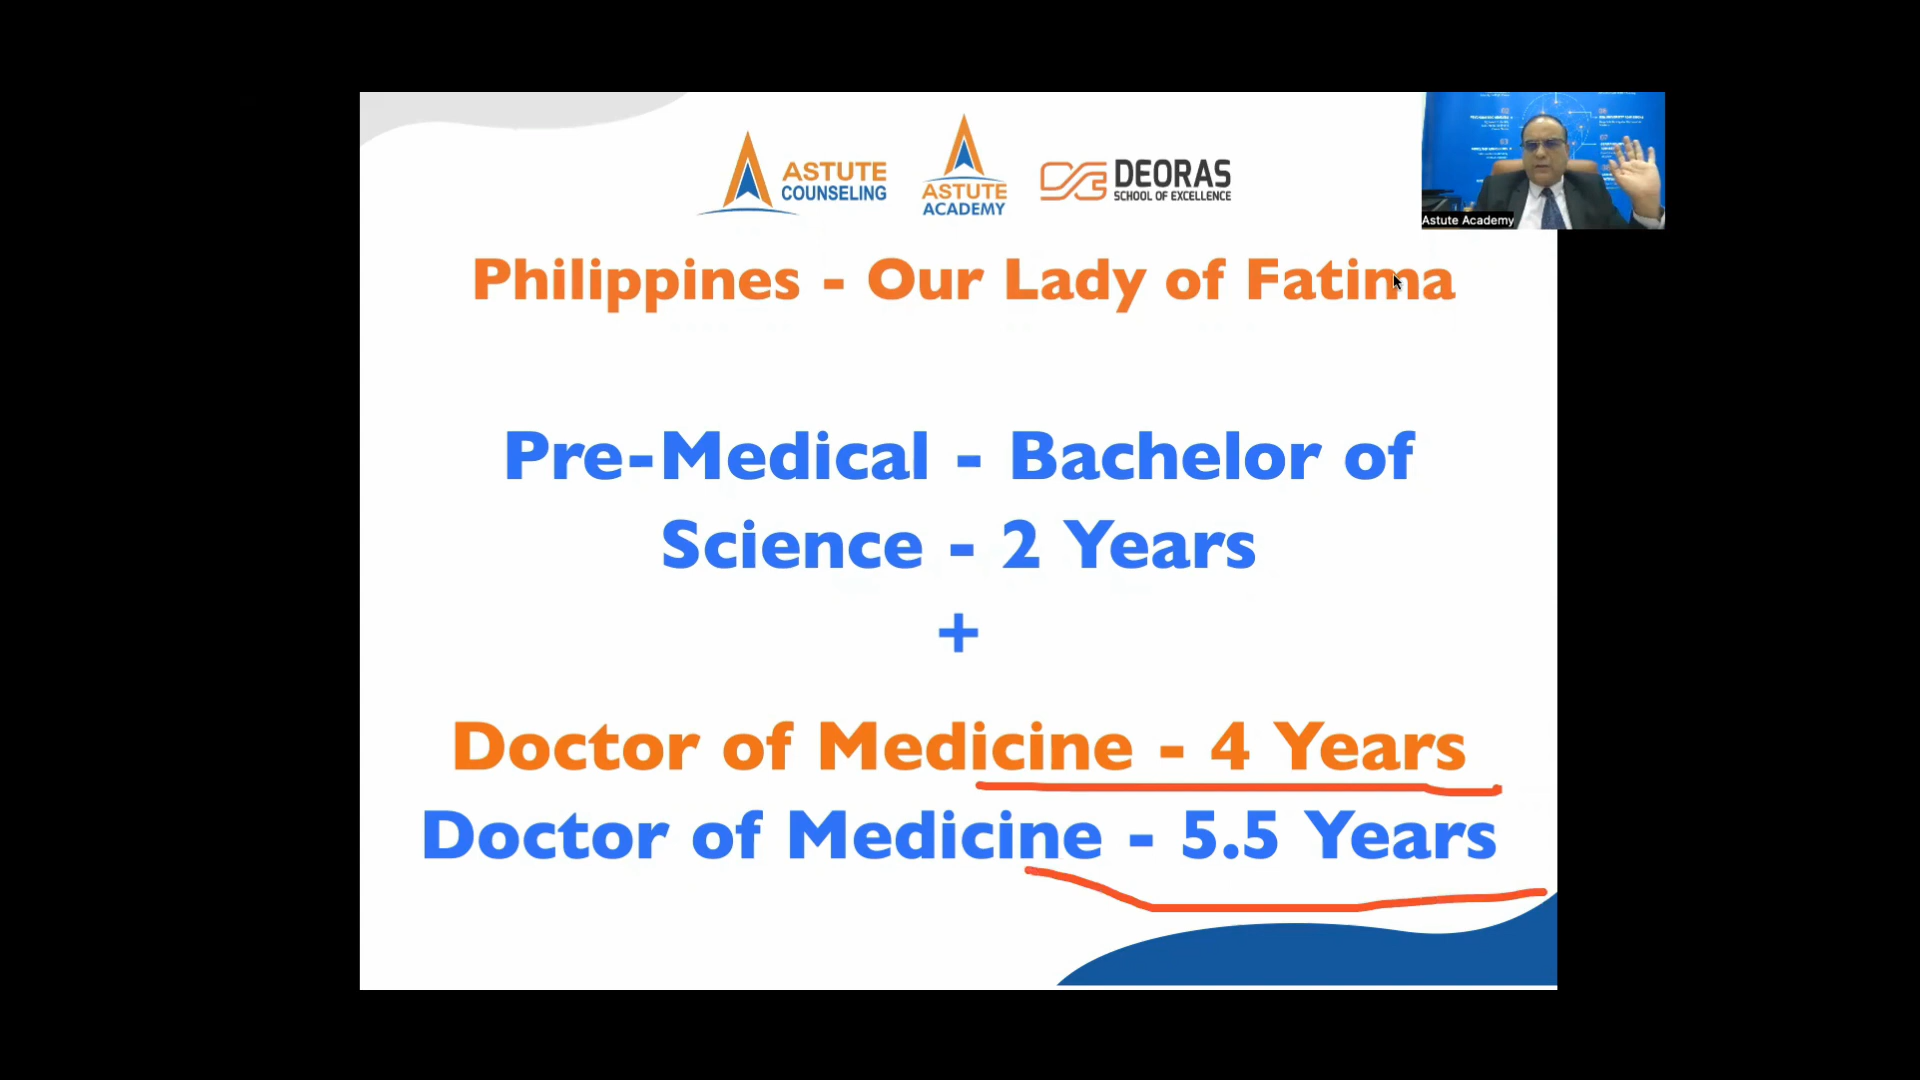 ASTUTE
COUNSELING
ASTUTE
ACADEMY
DEORAS
SCHOOL OF EXCELLENCE
Astute Academy
Philippines - Our Lady of Fatima
Pre-Medical - Bachelor of
Science - 2 Years
+
Doctor of Medicine - 4 Years
Doctor of Medicine - 5.5 Years